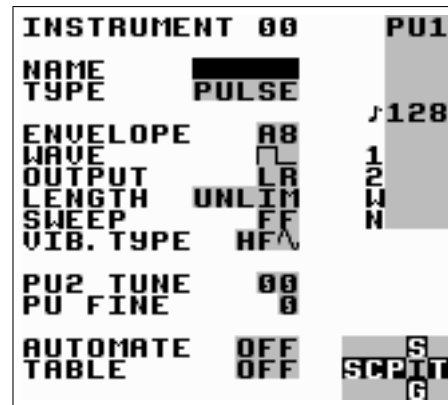 INSTRUMENT 00 PU1
NAME
TYPE PULSE
♪128
ENVELOPE A8
WAVE 1
OUTPUT LR 2
LENGTH UNLIM W
SWEEP FF N
VIB. TYPE HF
PU2 TUNE 00
PU FINE 0
AUTOMATE OFF S
TABLE OFF SCPIT
G